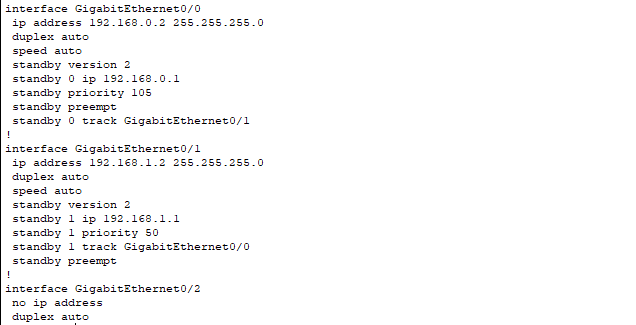 interface GigabitEthernet0/0
ip address 192.168.0.2 255.255.255.0
duplex auto
speed auto
standby version 2
standby 0 ip 192.168.0.1
standby priority 105
standby preempt
standby 0 track GigabitEthernet0/1
!
interface GigabitEthernet0/1
ip address 192.168.1.2 255.255.255.0
duplex auto
speed auto
standby version 2
standby 1 ip 192.168.1.1
standby 1 priority 50
standby 1 track GigabitEthernet0/0
standby preempt
!
interface GigabitEthernet0/2
no ip address
duplex auto